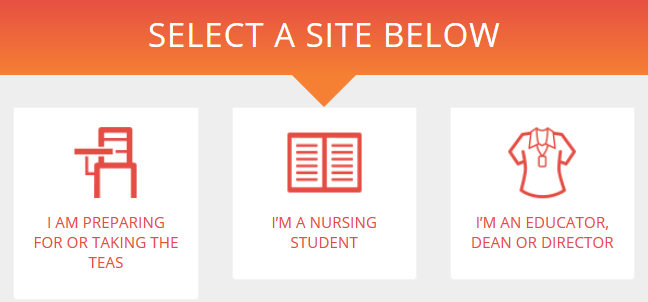 SELECT A SITE BELOW
I AM PREPARING
FOR OR TAKING THE
TEAS
I'M A NURSING
STUDENT
I'M AN EDUCATOR,
DEAN OR DIRECTOR